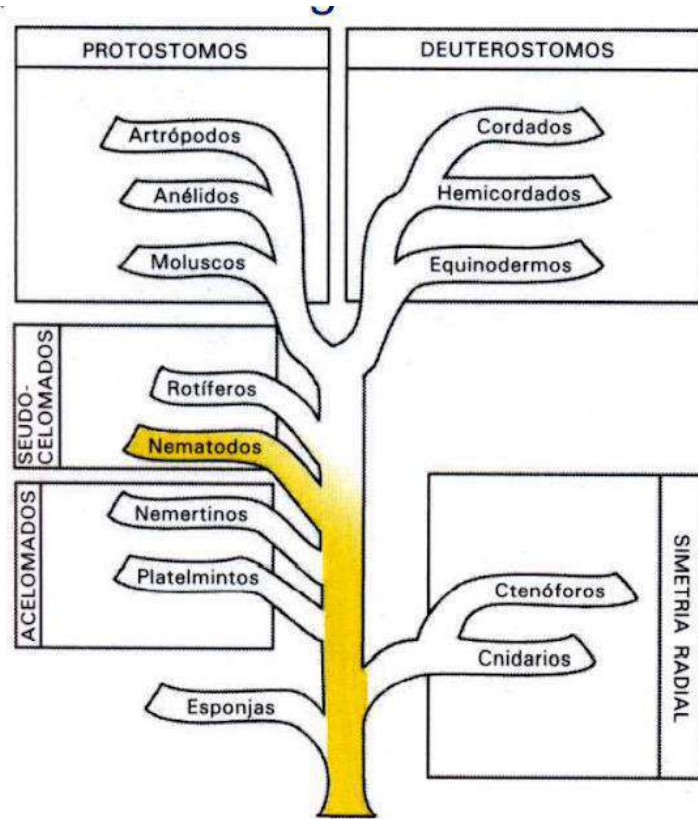 PROTOSTOMOS
DEUTEROSTOMOS
Artrópodos
Cordados
Anélidos
Hemicordados
Moluscos
Equinodermos
SEUDO-
CELOMADOS
Rotíferos
Nematodos
ACELOMADOS
Nemertinos
Platelmintos
SIMETRIA RADIAL
Ctenóforos
Cnidarios
Esponjas